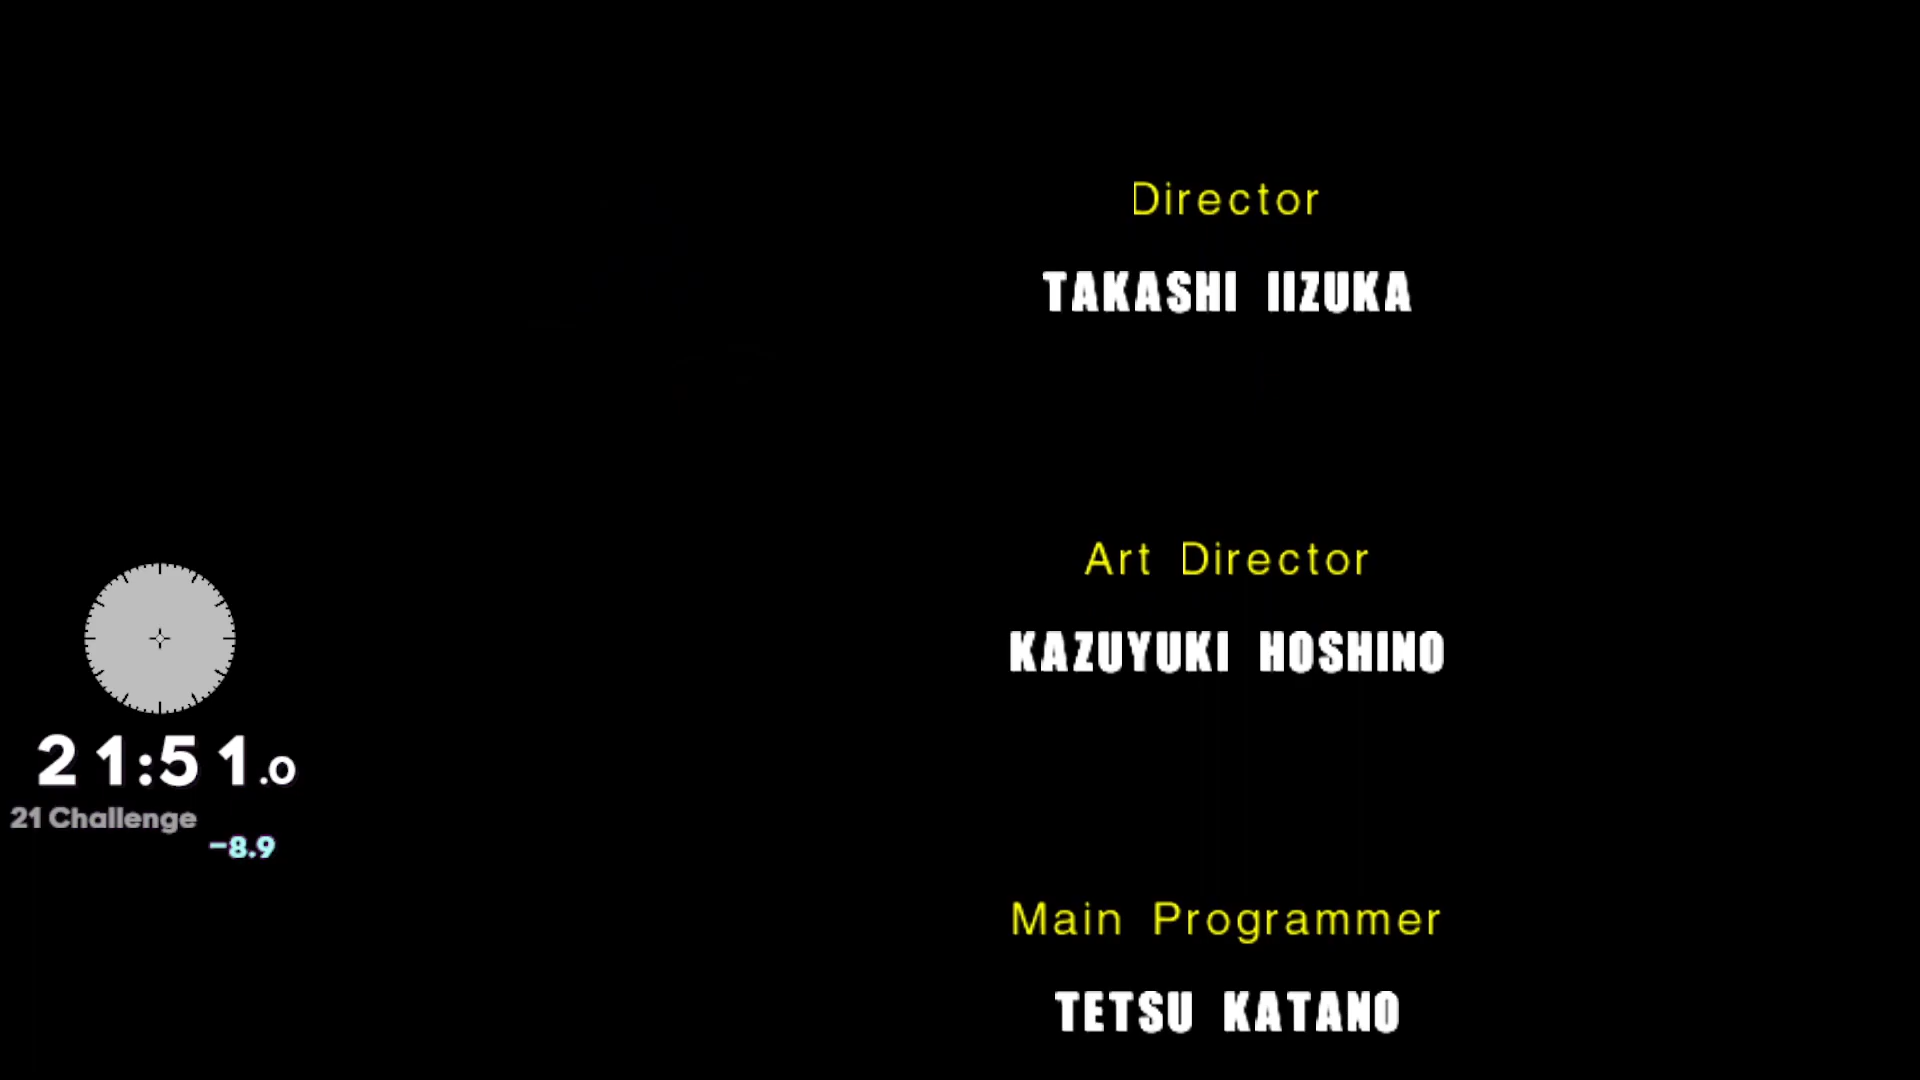 Director
TAKASHI IIZUKA
Art Director
KAZUYUKI HOSHINO
21:51.0
21 Challenge
-8.9
Main Programmer
TETSU KATANO